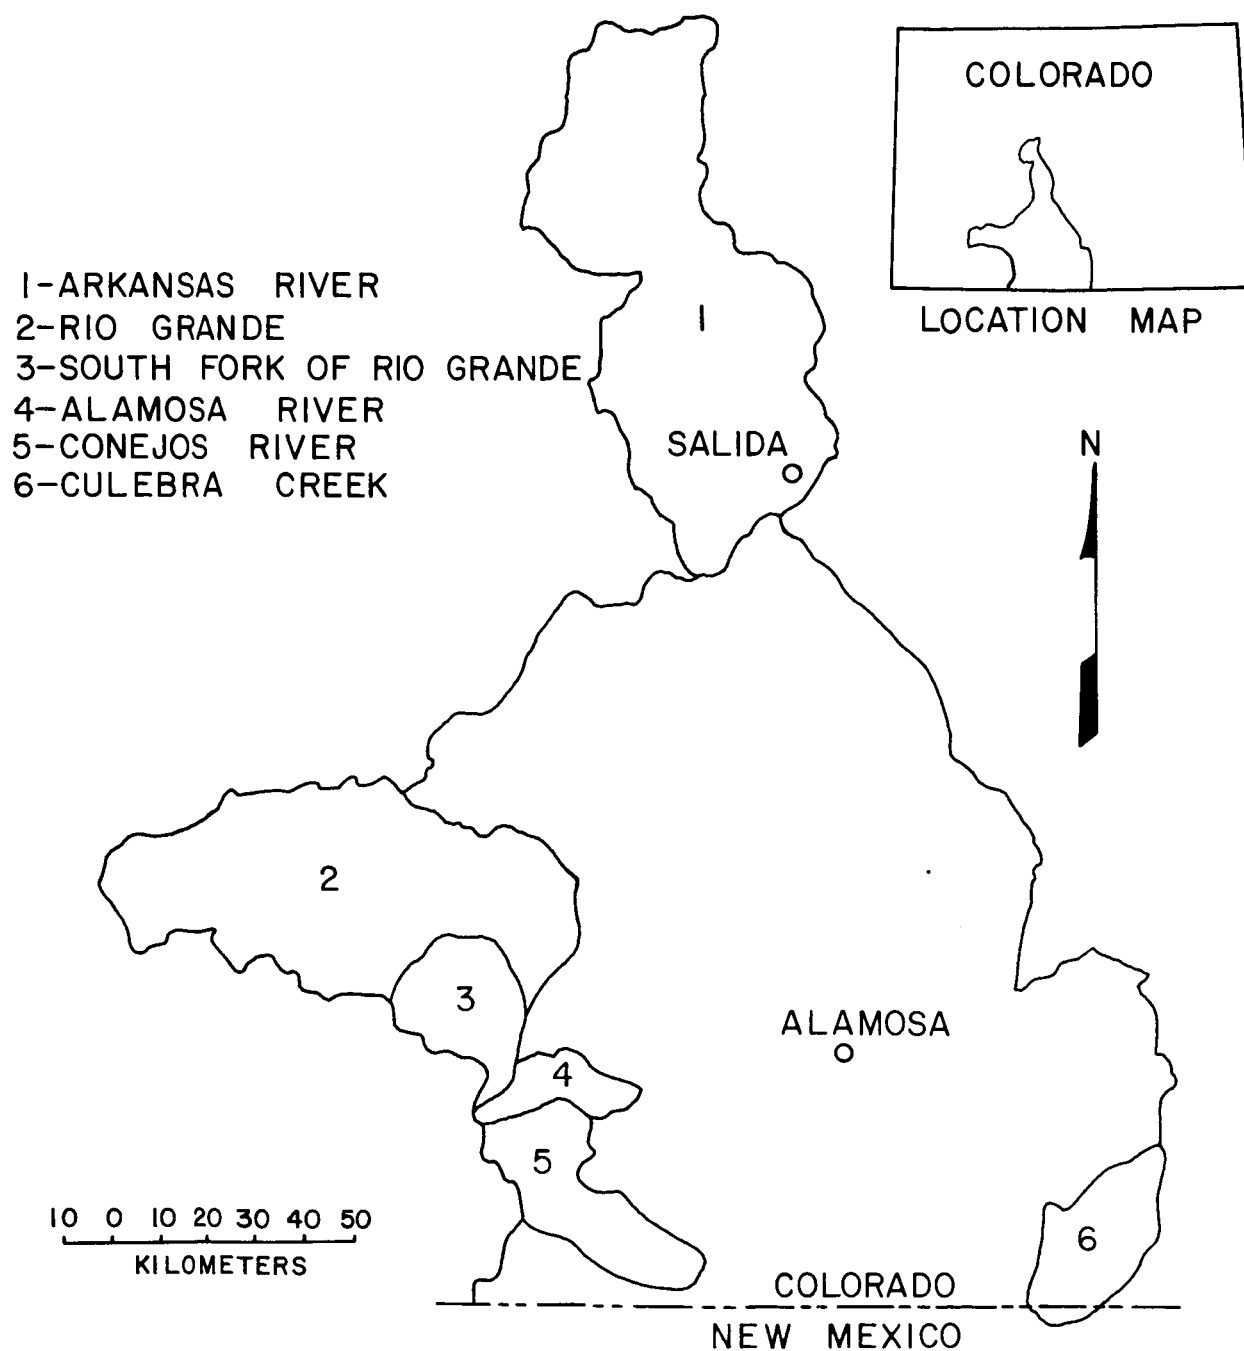 COLORADO
LOCATION MAP
1-ARKANSAS RIVER
2-RIO GRANDE
3-SOUTH FORK OF RIO GRANDE
4-ALAMOSA RIVER
5-CONEJOS RIVER
6-CULEBRA CREEK
1
SALIDA
N
2
3
ALAMOSA
4
5
6
10 0 10 20 30 40 50
KILOMETERS
COLORADO
NEW MEXICO